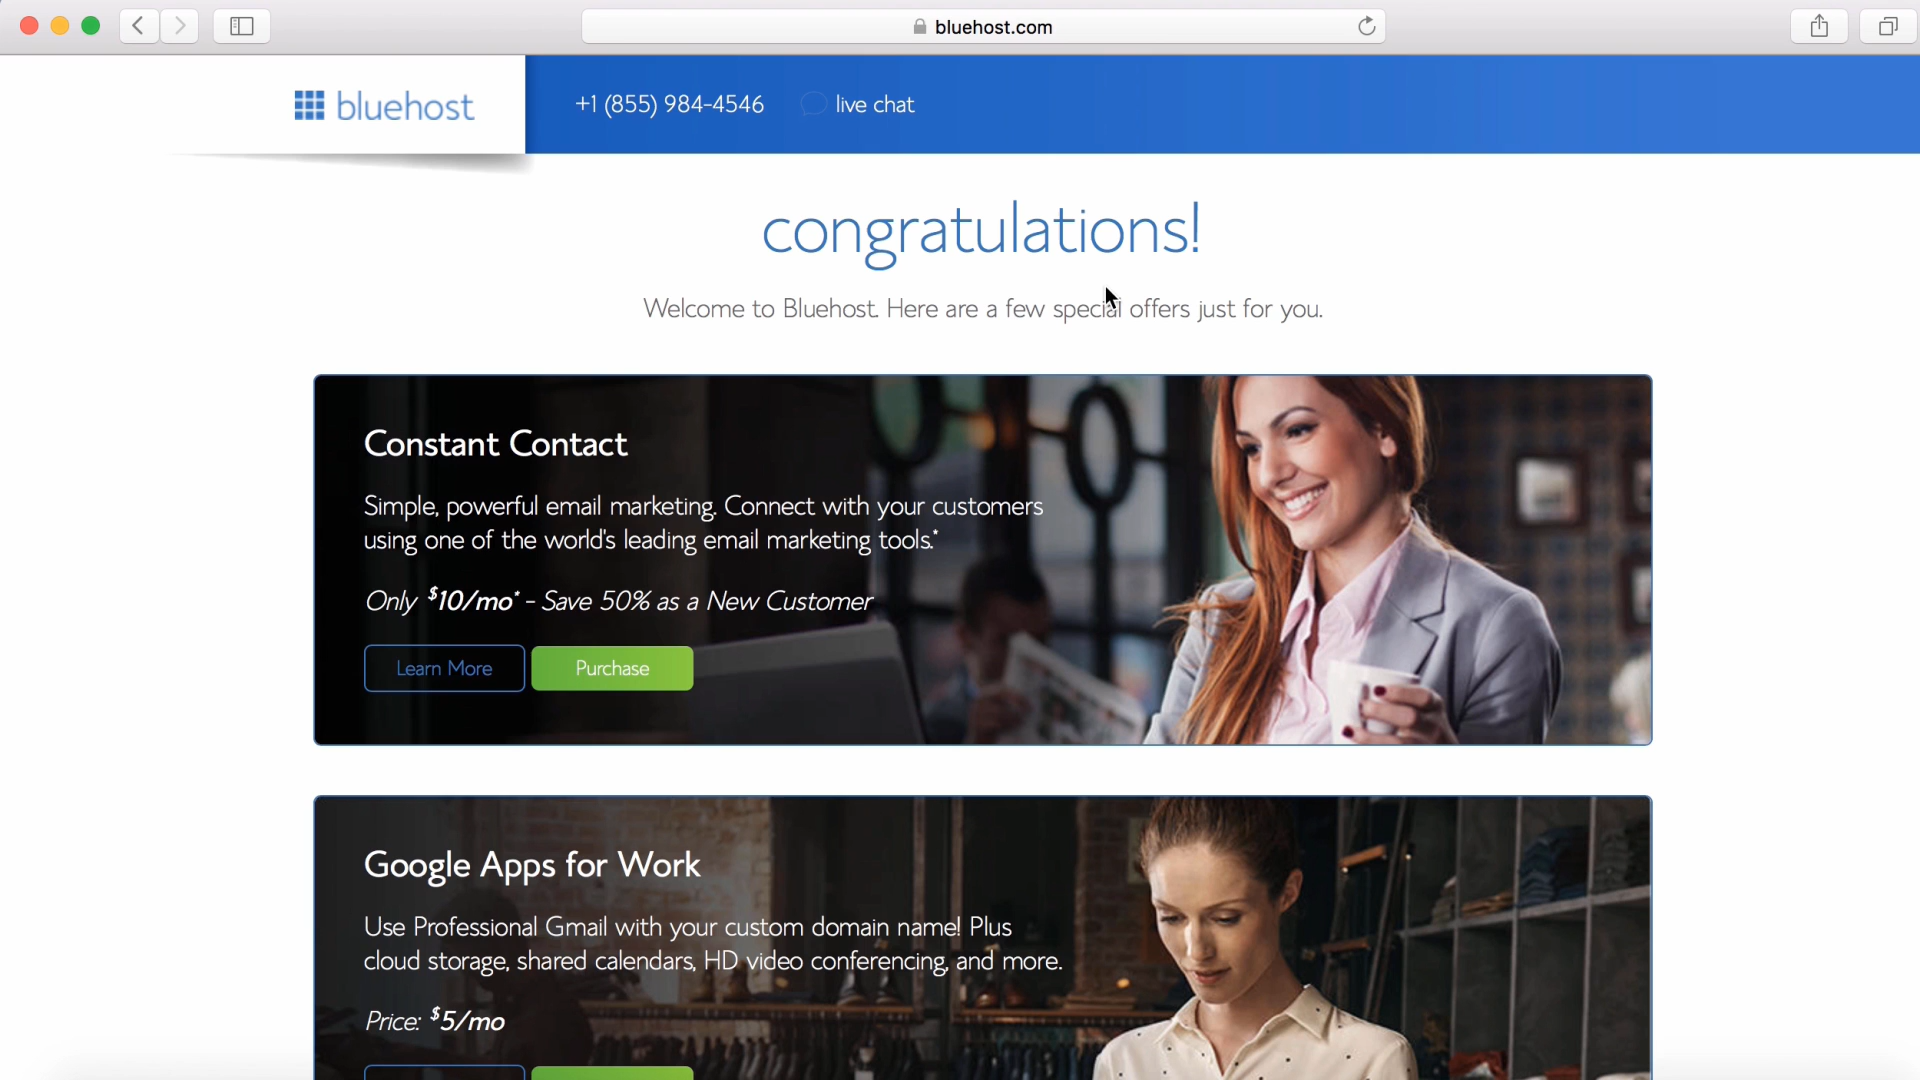 bluehost.com
bluehost
+1 (855) 984-4546
live chat
congratulations!
Welcome to Bluehost. Here are a few special offers just for you.
Constant Contact
Simple, powerful email marketing. Connect with your customers
using one of the world's leading email marketing tools.*
Only $10/mo* - Save 50% as a New Customer
Learn More
Purchase
Google Apps for Work
Use Professional Gmail with your custom domain name! Plus
cloud storage, shared calendars, HD video conferencing, and more.
Price: $5/mo